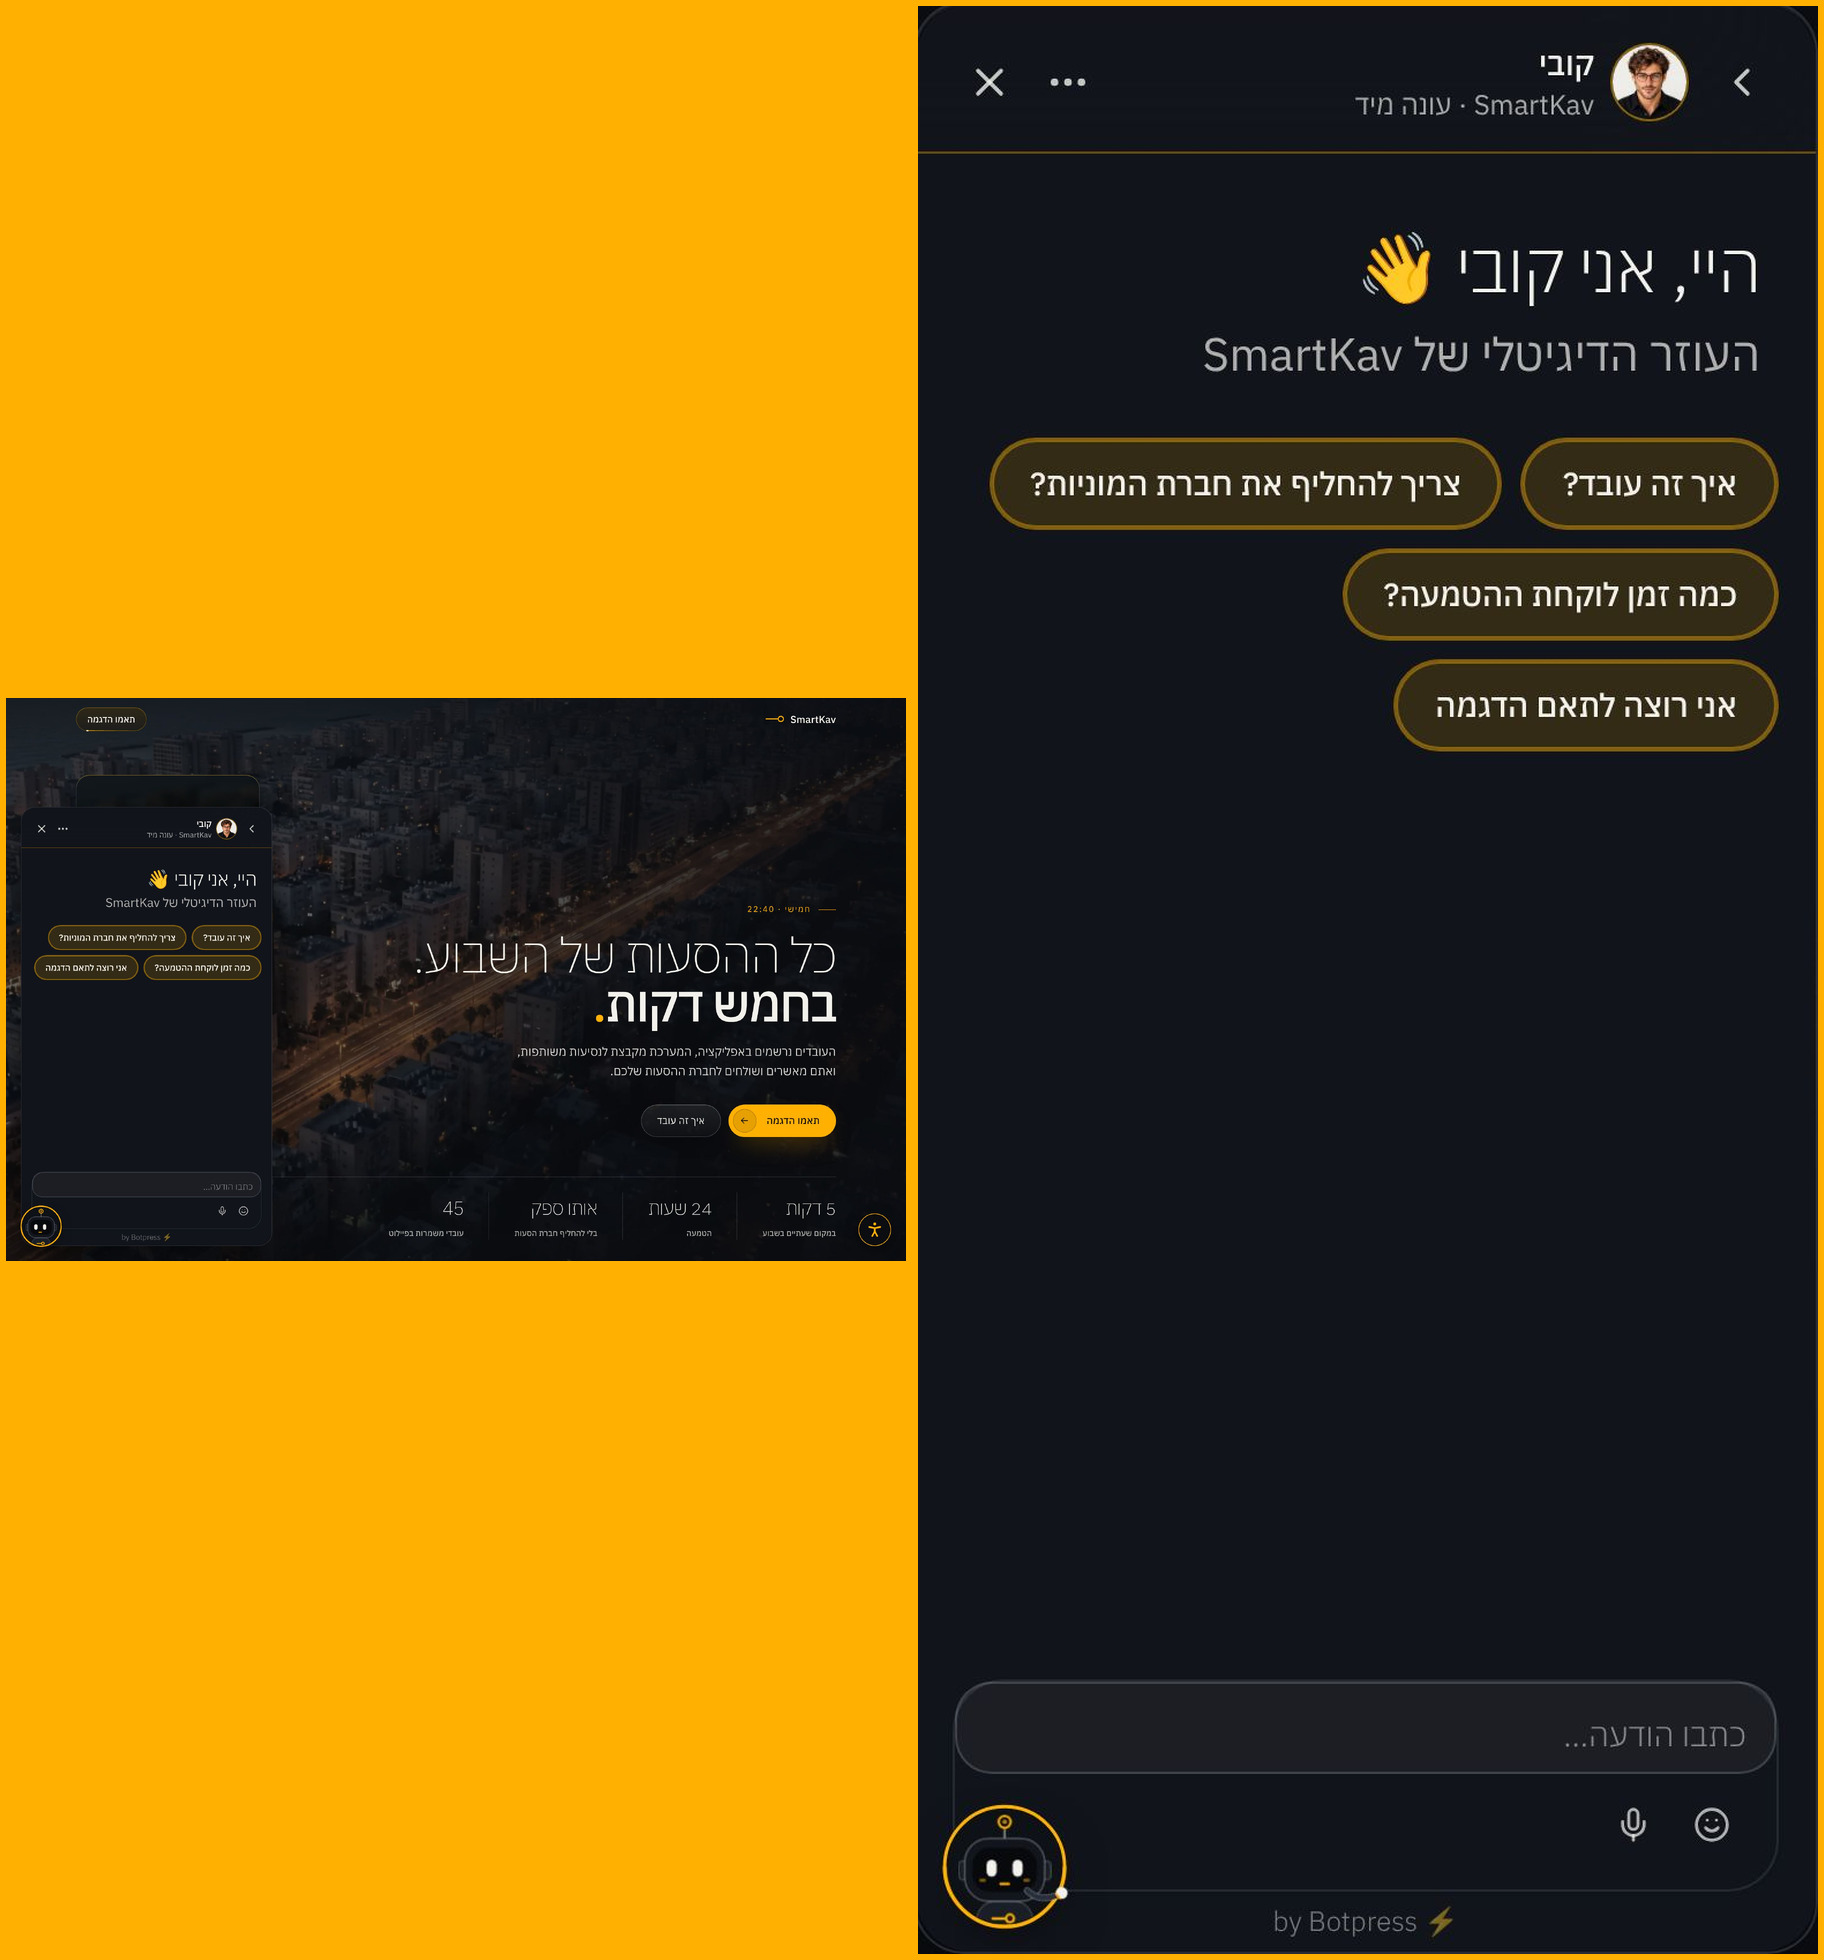 SmartKav
תאמו הדגמה
קובי
SmartKav · עונה מיד
היי, אני קובי 👋
העוזר הדיגיטלי של SmartKav
איך זה עובד?
צריך להחליף את חברת המוניות?
כמה זמן לוקחת ההטמעה?
אני רוצה לתאם הדגמה
כתבו הודעה...
by Botpress ⚡
חמישי · 22:40
כל ההסעות של השבוע.
בחמש דקות.
העובדים נרשמים באפליקציה, המערכת מקבצת לנסיעות משותפות,
ואתם מאשרים ושולחים לחברת ההסעות שלכם.
תאמו הדגמה
איך זה עובד
5 דקות
במקום שעתיים בשבוע
24 שעות
הטמעה
אותו ספק
בלי להחליף חברת הסעות
45
עובדי משמרות בפיילוט
קובי
SmartKav · עונה מיד
היי, אני קובי 👋
העוזר הדיגיטלי של SmartKav
איך זה עובד?
צריך להחליף את חברת המוניות?
כמה זמן לוקחת ההטמעה?
אני רוצה לתאם הדגמה
כתבו הודעה...
by Botpress ⚡